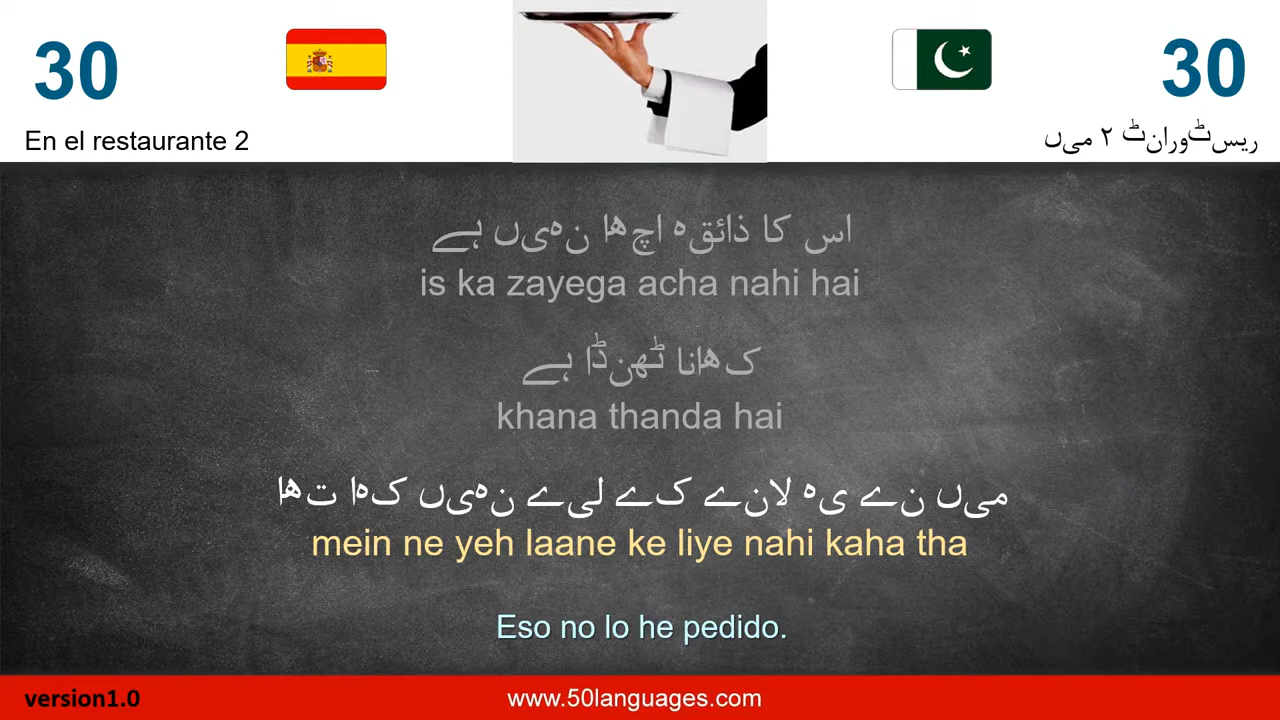 30
30
En el restaurante 2
ریسٹورانٹ ۲ میں
اس کا ذائقہ اچھا نہیں ہے
is ka zayega acha nahi hai
کھانا ٹھنڈا ہے
khana thanda hai
میں نے یہ لانے کے لیے نہیں کہا تھا
mein ne yeh laane ke liye nahi kaha tha
Eso no lo he pedido.
version1.0
www.50languages.com